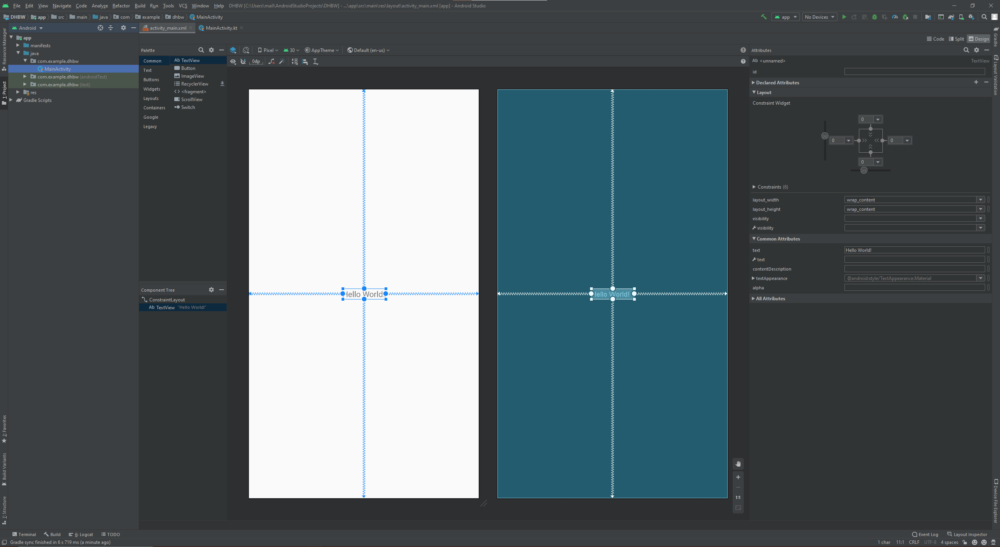 File Edit View Navigate Code Analyze Refactor Build Run Tools VCS Window Help DHBW [C:\Users\mail\AndroidStudioProjects\DHBW] - ...\app\src\main\res\layout\activity_main.xml [app] - Android Studio
DHBW app src main java com example dhbw MainActivity
app No Devices
Android
activity_main.xml MainActivity.kt
Code Split Design
Resource Manager
1: Project
2: Favorites
Build Variants
7: Structure
app
manifests
java
com.example.dhbw
MainActivity
com.example.dhbw (androidTest)
com.example.dhbw (test)
res
Gradle Scripts
Palette
Common
Text
Buttons
Widgets
Layouts
Containers
Google
Legacy
Ab TextView
Button
ImageView
RecyclerView
<> <fragment>
ScrollView
Switch
Component Tree
ConstraintLayout
Ab TextView "Hello World!"
Pixel 30 AppTheme Default (en-us)
0dp
Hello World
Hello World!
1:1
Attributes
Ab <unnamed> TextView
id
Declared Attributes
Layout
Constraint Widget
0
38 0 0
0
33
Constraints (6)
layout_width wrap_content
layout_height wrap_content
visibility
visibility
Common Attributes
text Hello World!
text
contentDescription
textAppearance @android:style/TextAppearance.Material
alpha
All Attributes
Gradle
Layout Validation
Device File Explorer
Terminal Build 6: Logcat TODO
Event Log Layout Inspector
Gradle sync finished in 6 s 719 ms (a minute ago)
1 char 11:1 CRLF UTF-8 4 spaces